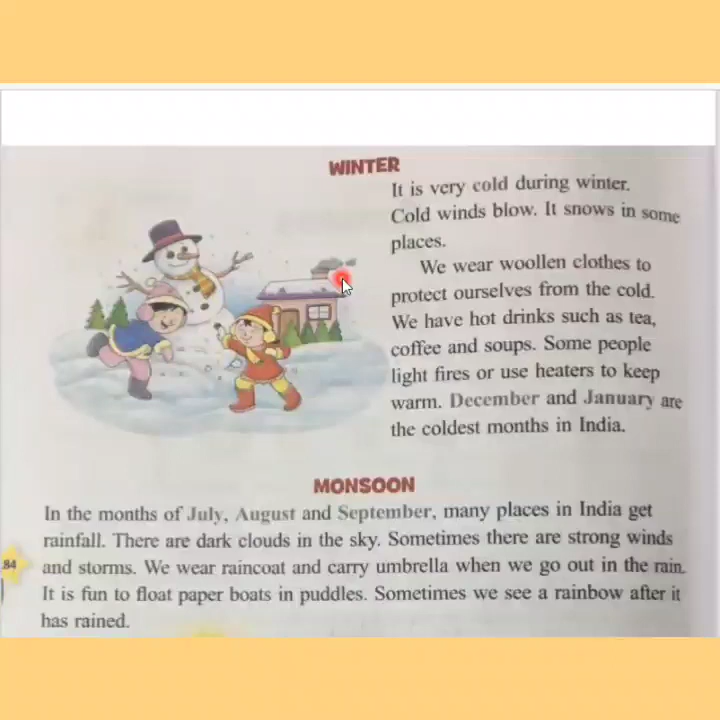 WINTER
It is very cold during winter.
Cold winds blow. It snows in some
places.
We wear woollen clothes to
protect ourselves from the cold.
We have hot drinks such as tea,
coffee and soups. Some people
light fires or use heaters to keep
warm. December and January are
the coldest months in India.
MONSOON
In the months of July, August and September, many places in India get
rainfall. There are dark clouds in the sky. Sometimes there are strong winds
and storms. We wear raincoat and carry umbrella when we go out in the rain.
It is fun to float paper boats in puddles. Sometimes we see a rainbow after it
has rained.
84